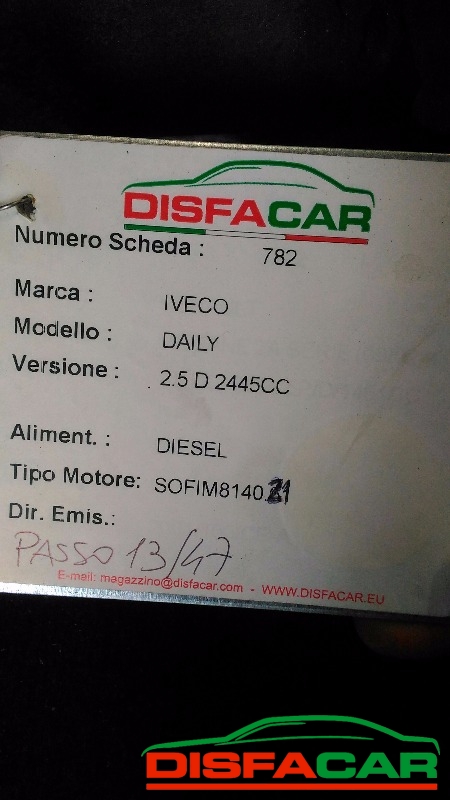 DISFACAR
Numero Scheda : 782
Marca : IVECO
Modello : DAILY
Versione : 2.5 D 2445CC
Aliment. : DIESEL
Tipo Motore: SOFIM8140.21
Dir. Emis.:
PASSO 13/47
E-mail: magazzino@disfacar.com - WWW.DISFACAR.EU
DISFACAR